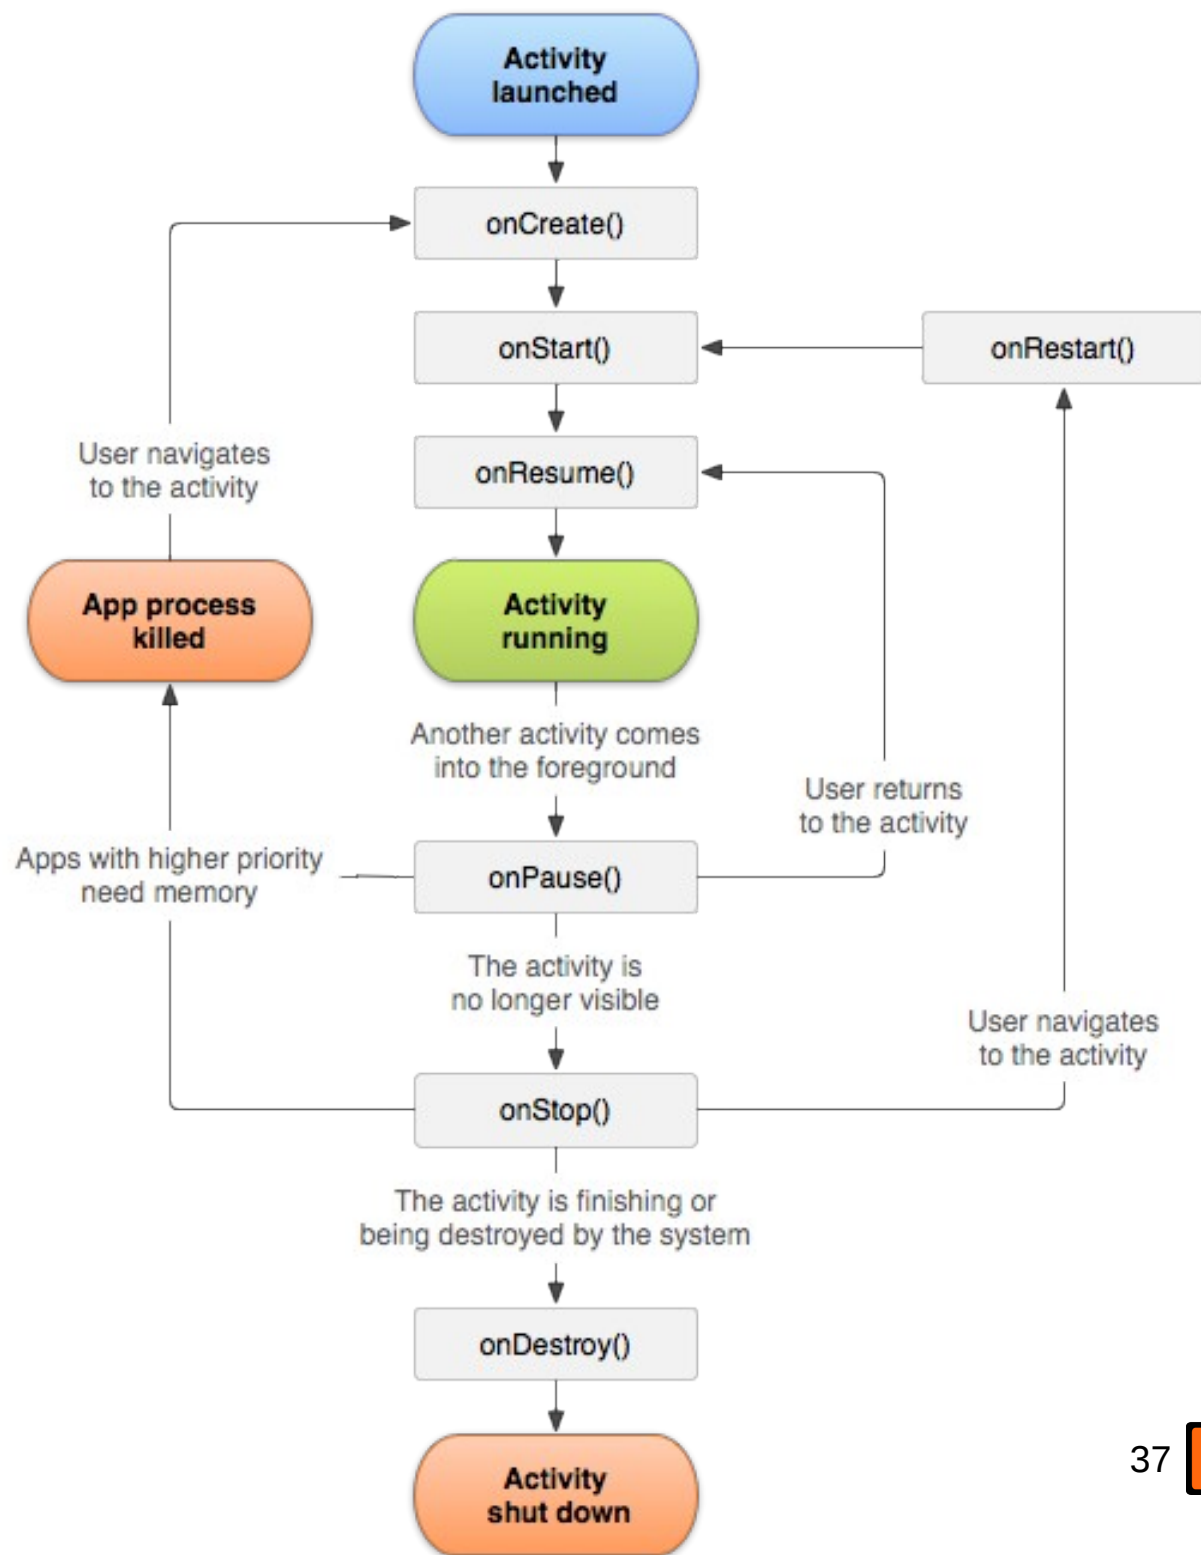 Activity
launched
onCreate()
onStart()
onRestart()
User navigates
to the activity
onResume()
App process
killed
Activity
running
Another activity comes
into the foreground
User returns
to the activity
Apps with higher priority
need memory
onPause()
The activity is
no longer visible
User navigates
to the activity
onStop()
The activity is finishing or
being destroyed by the system
onDestroy()
Activity
shut down
37